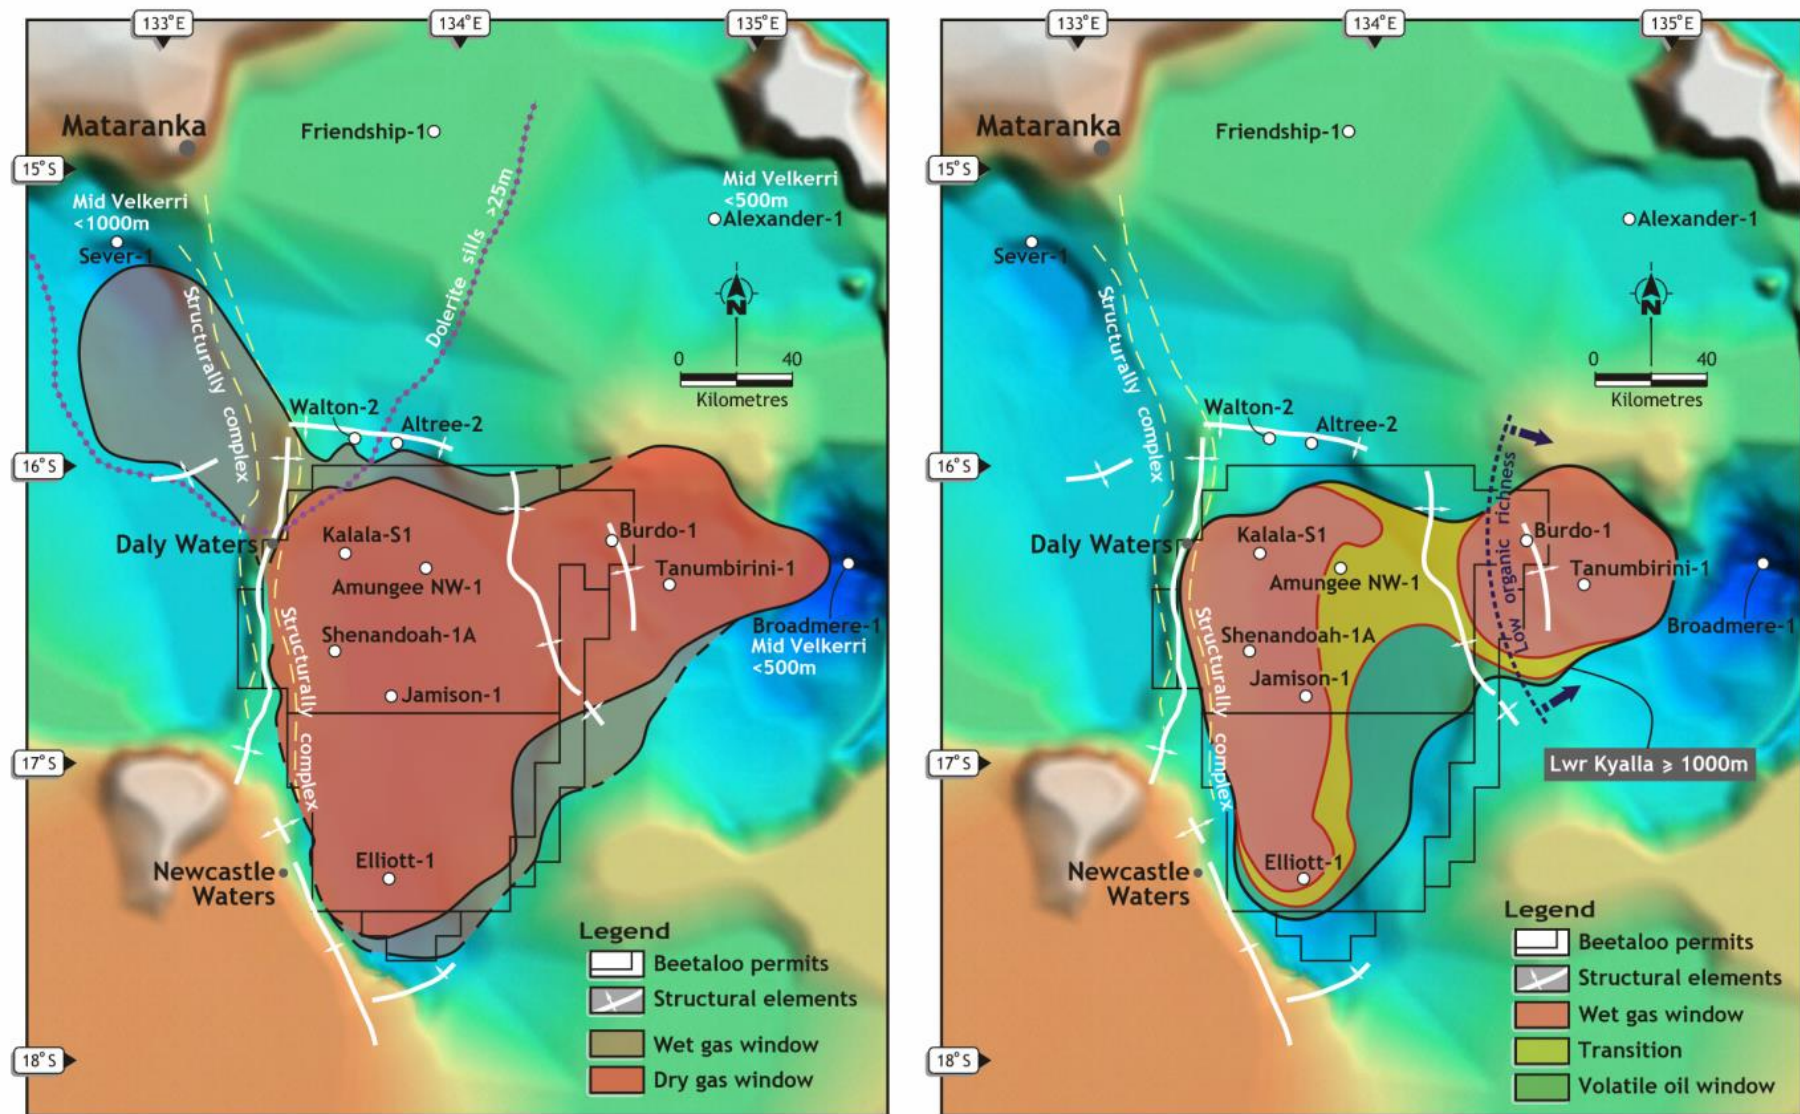 133°E
134°E
135°E
Mataranka
Friendship-1
15°S
Mid Velkerri
<1000m
Sever-1
Mid Velkerri
<500m
Alexander-1
Dolerite sills >25m
Structurally complex
N
0 40
Kilometres
Walton-2
Altree-2
16°S
Daly Waters
Kalala-S1
Amungee NW-1
Burdo-1
Tanumbirini-1
Shenandoah-1A
Broadmere-1
Mid Velkerri
<500m
Structurally complex
Jamison-1
17°S
Newcastle
Waters
Elliott-1
Legend
Beetaloo permits
Structural elements
Wet gas window
Dry gas window
18°S
133°E
134°E
135°E
Mataranka
Friendship-1
15°S
Sever-1
Alexander-1
Structurally complex
N
0 40
Kilometres
Walton-2
Altree-2
16°S
Low organic richness
Daly Waters
Kalala-S1
Amungee NW-1
Burdo-1
Tanumbirini-1
Shenandoah-1A
Broadmere-1
Structurally complex
Jamison-1
17°S
Lwr Kyalla ⩾ 1000m
Newcastle
Waters
Elliott-1
Legend
Beetaloo permits
Structural elements
Wet gas window
Transition
Volatile oil window
18°S